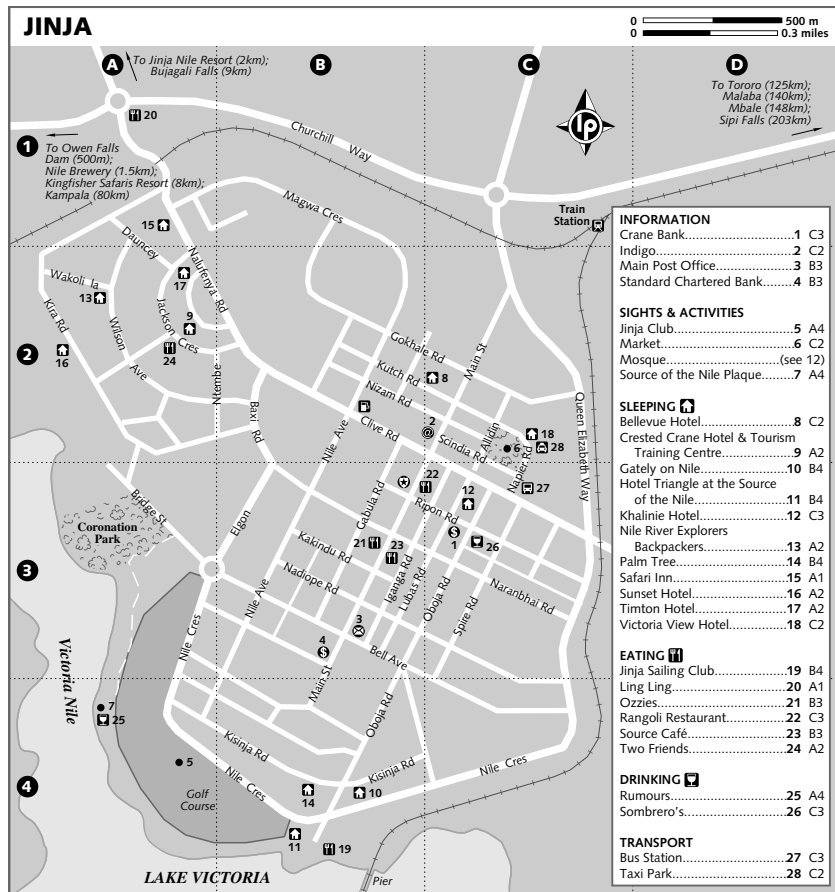 JINJA
0 500 m
0 0.3 miles
A
B
C
D
To Jinja Nile Resort (2km);
Bujagali Falls (9km)
To Tororo (125km);
Malaba (140km);
Mbale (148km);
Sipi Falls (203km)
20
lp
1
Churchill Way
To Owen Falls
Dam (500m);
Nile Brewery (1.5km);
Kingfisher Safaris Resort (8km);
Kampala (80km)
Magwa Cres
Train
Station
15
Dauncey
Nalufenya Rd
Wakoli la
17
13
Kira Rd
Wilson
Ave
Jackson
Cres
9
24
16
2
Ntembe
Gokhale Rd
Main St
Kutch Rd
8
Nizam Rd
Baxi Rd
Nile Ave
Clive Rd
2
Scindia Rd
Allidin
18
28
6
Napier Rd
Queen Elizabeth Way
22
12
27
Gabula Rd
Ripon Rd
Bridge St
Coronation
Park
Elgon
1
26
21
23
Kakindu Rd
3
Nadiope Rd
Iganga Rd
Lubas Rd
Oboja Rd
Naranbhai Rd
Spire Rd
Nile Ave
Nile Cres
3
4
Bell Ave
Main St
Victoria Nile
7
25
Oboja Rd
Kisinja Rd
5
Kisinja Rd
Nile Cres
Nile Cres
4
Golf
Course
14
10
11
19
LAKE VICTORIA
Pier
INFORMATION
Crane Bank 1 C3
Indigo 2 C2
Main Post Office 3 B3
Standard Chartered Bank 4 B3
SIGHTS & ACTIVITIES
Jinja Club 5 A4
Market 6 C2
Mosque (see 12)
Source of the Nile Plaque 7 A4
SLEEPING
Bellevue Hotel 8 C2
Crested Crane Hotel & Tourism
Training Centre 9 A2
Gately on Nile 10 B4
Hotel Triangle at the Source
of the Nile 11 B4
Khalinie Hotel 12 C3
Nile River Explorers
Backpackers 13 A2
Palm Tree 14 B4
Safari Inn 15 A1
Sunset Hotel 16 A2
Timton Hotel 17 A2
Victoria View Hotel 18 C2
EATING
Jinja Sailing Club 19 B4
Ling Ling 20 A1
Ozzies 21 B3
Rangoli Restaurant 22 C3
Source Café 23 B3
Two Friends 24 A2
DRINKING
Rumours 25 A4
Sombrero's 26 C3
TRANSPORT
Bus Station 27 C3
Taxi Park 28 C2